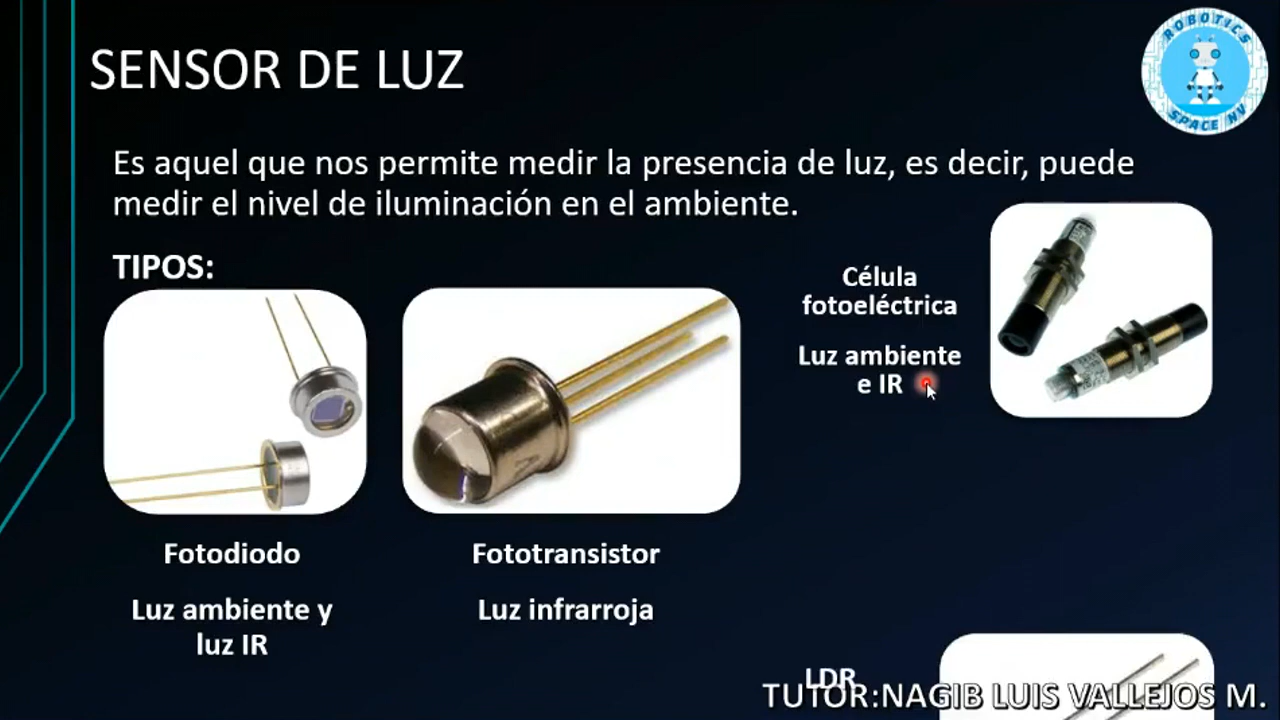 SENSOR DE LUZ
ROBOTICS
SPACE NV
Es aquel que nos permite medir la presencia de luz, es decir, puede
medir el nivel de iluminación en el ambiente.
TIPOS:
Célula
fotoeléctrica
Luz ambiente
e IR
Fotodiodo
Luz ambiente y
luz IR
Fototransistor
Luz infrarroja
LDR
TUTOR:NAGIB LUIS VALLEJOS M.